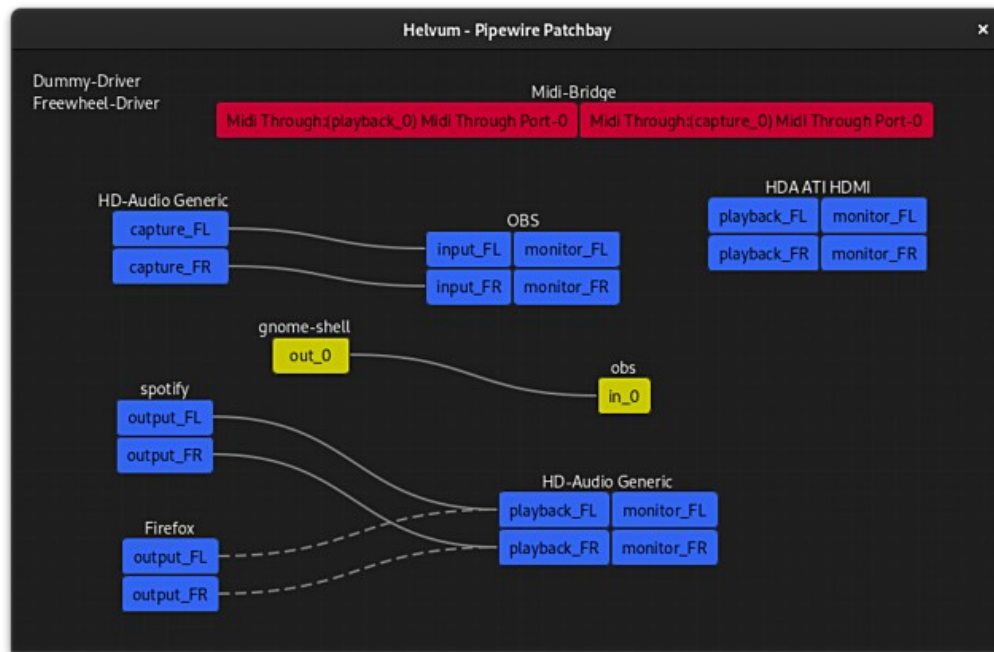 Helvum - Pipewire Patchbay
Dummy-Driver
Freewheel-Driver
Midi-Bridge
Midi Through:(playback_0) Midi Through Port-0 Midi Through:(capture_0) Midi Through Port-0
HD-Audio Generic
capture_FL
capture_FR
OBS
input_FL monitor_FL
input_FR monitor_FR
HDA ATI HDMI
playback_FL monitor_FL
playback_FR monitor_FR
gnome-shell
out_0
obs
in_0
spotify
output_FL
output_FR
HD-Audio Generic
playback_FL monitor_FL
playback_FR monitor_FR
Firefox
output_FL
output_FR